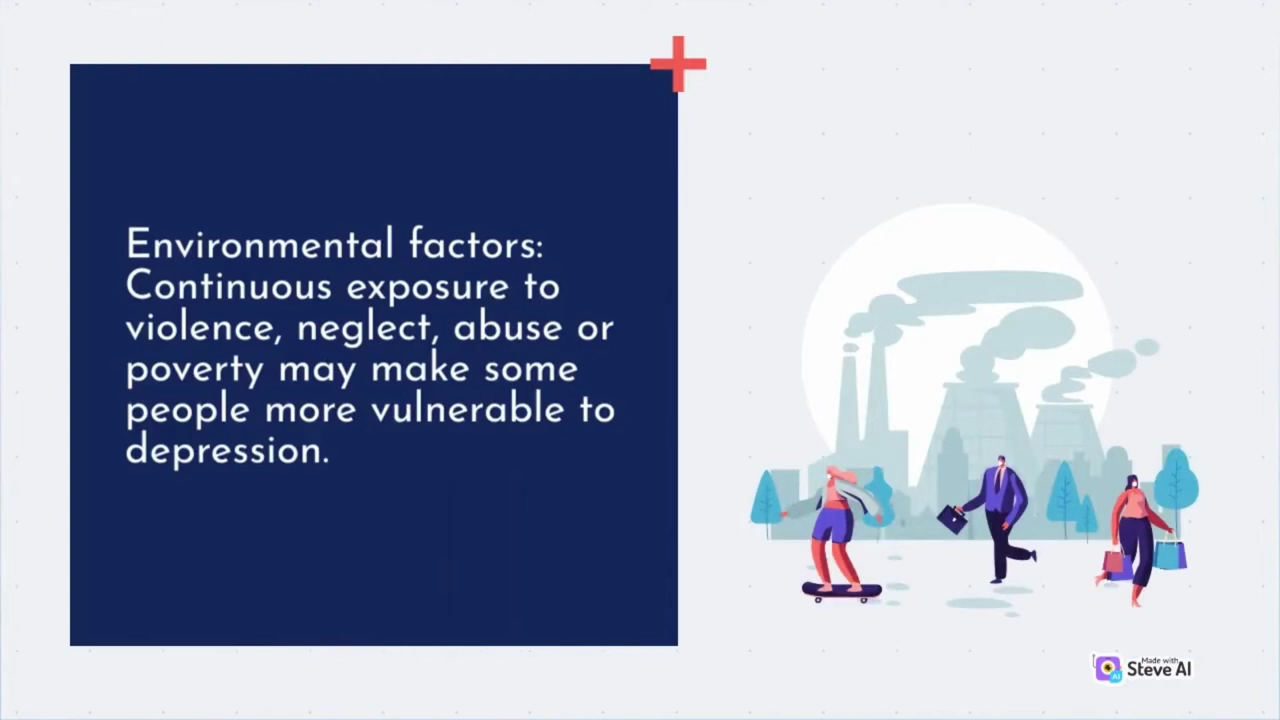 Environmental factors:
Continuous exposure to
violence, neglect, abuse or
poverty may make some
people more vulnerable to
depression.
Made with
Steve AI
AI